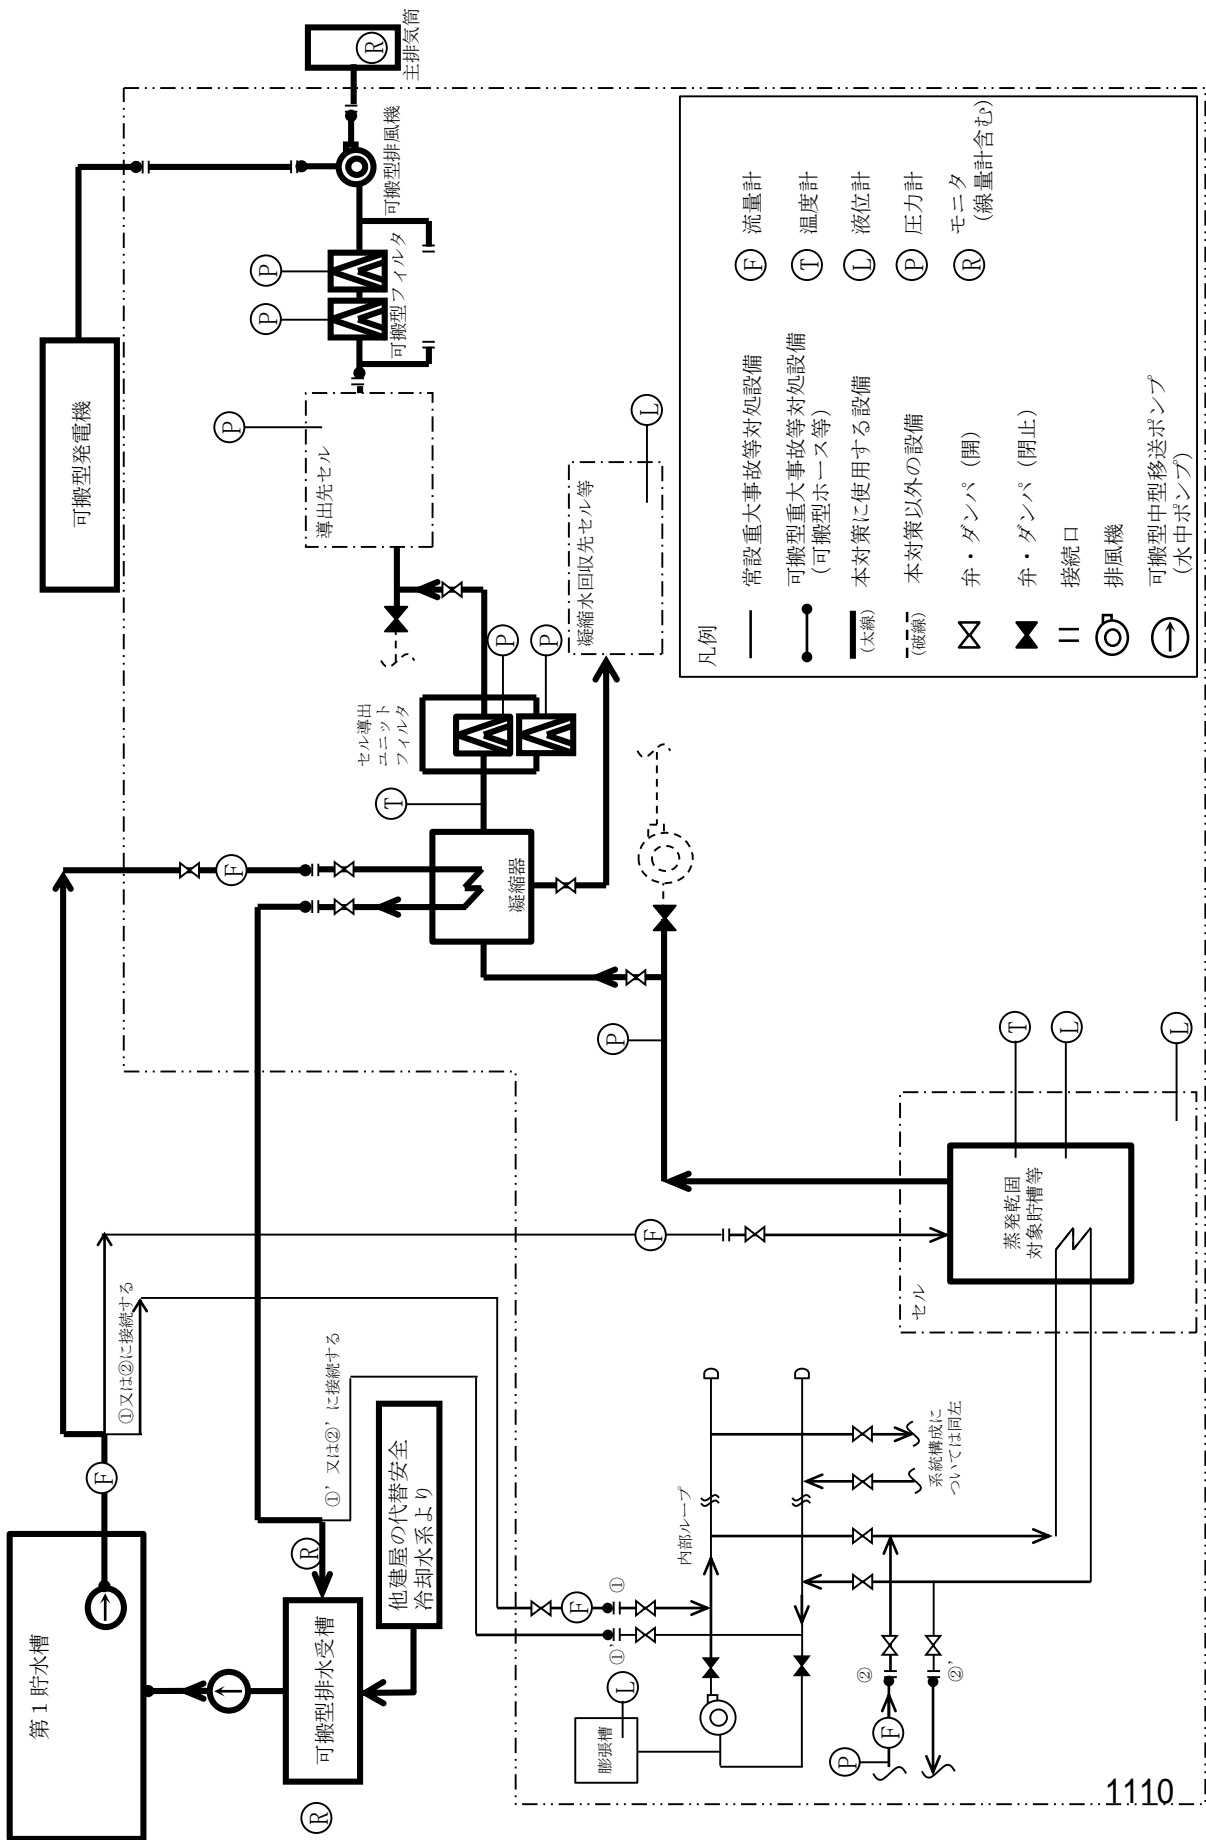 主排気筒
R
可搬型排風機
可搬型フィルタ
P
P
可搬型発電機
P
導出先セル
L
凝縮水回収先セル等
P
P
セル導出
ユニット
フィルタ
T
凝縮器
F
P
T
L
L
蒸発乾固
対象貯槽等
セル
F
①又は②に接続する
①’又は②’に接続する
F
第1貯水槽
R
可搬型排水受槽
R
他建屋の代替安全
冷却水系より
内部ループ
系統構成に
ついては同左
F
①
①’
L
膨張槽
②
②’
F
P
凡例
常設重大事故等対処設備
可搬型重大事故等対処設備
(可搬型ホース等)
(太線)
本対策に使用する設備
(破線)
本対策以外の設備
弁・ダンパ(開)
弁・ダンパ(閉止)
接続口
排風機
可搬型中型移送ポンプ
(水中ポンプ)
F 流量計
T 温度計
L 液位計
P 圧力計
R モニタ
(線量計含む)
1110